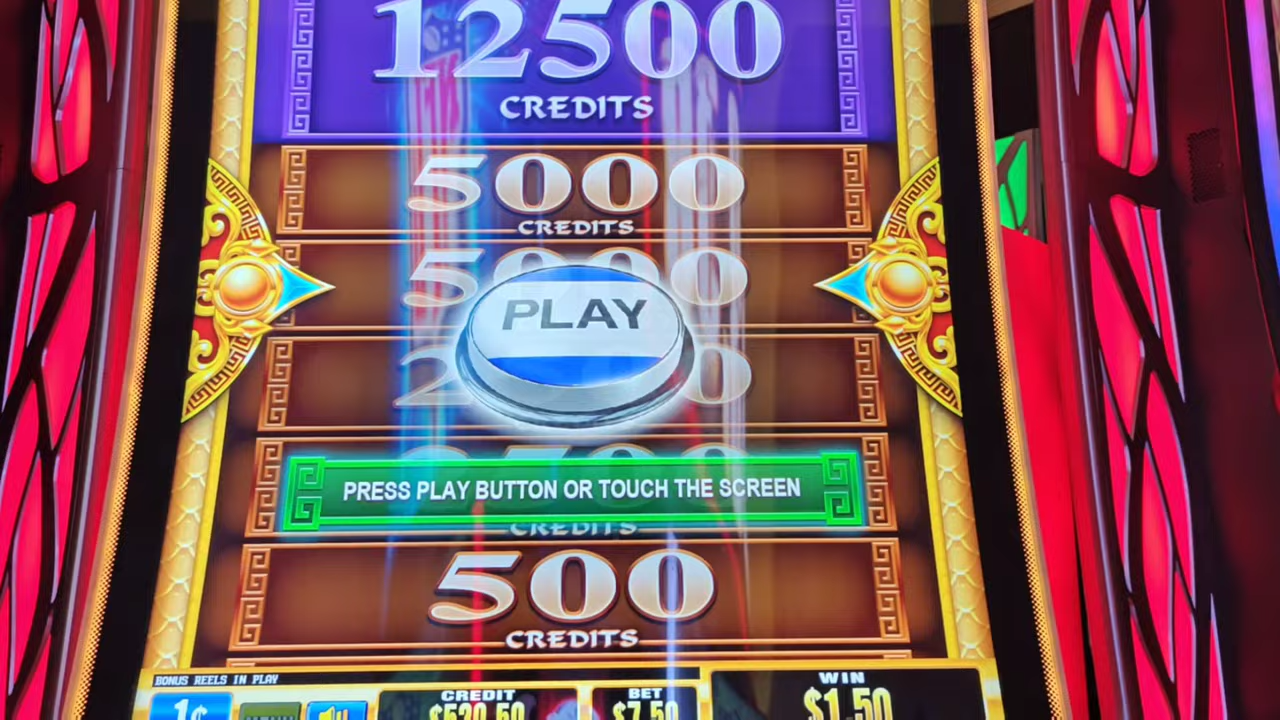 12500
CREDITS
5000
CREDITS
PLAY
PRESS PLAY BUTTON OR TOUCH THE SCREEN
CREDITS
500
CREDITS
BONUS REELS IN PLAY
WIN
CREDIT
BET
1¢
$7.50
$1.50